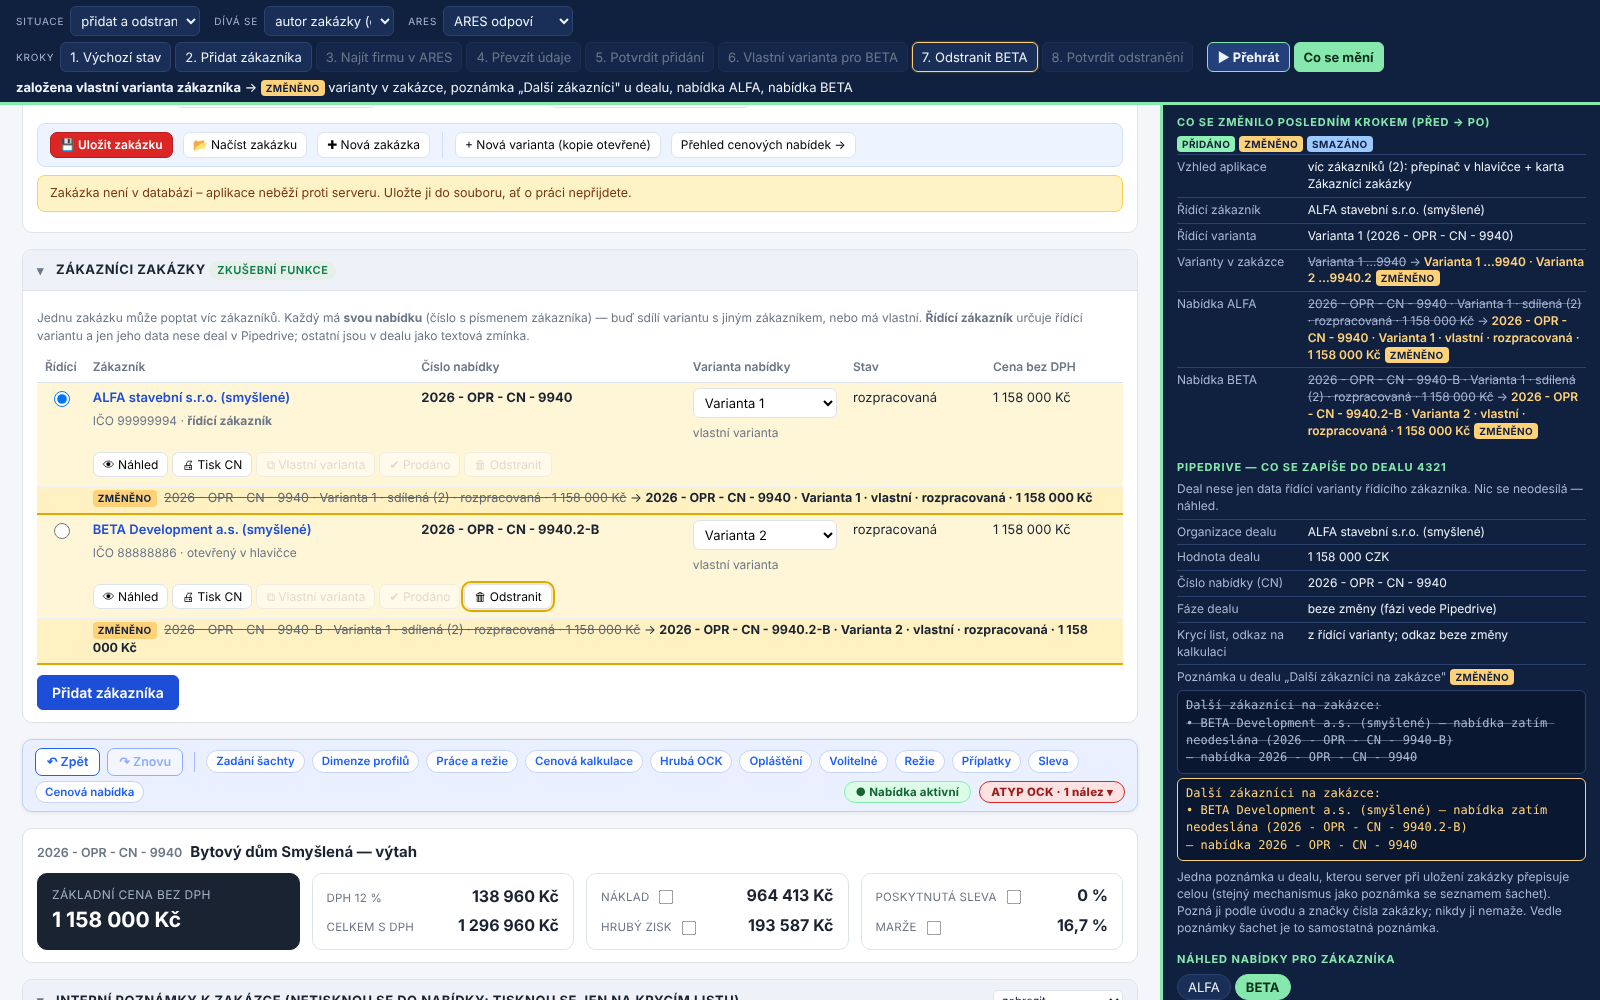 SITUACE přidat a odstran DÍVÁ SE autor zakázky ( ARES ARES odpoví
KROKY 1. Výchozí stav 2. Přidat zákazníka 3. Najít firmu v ARES 4. Převzít údaje 5. Potvrdit přidání 6. Vlastní varianta pro BETA 7. Odstranit BETA 8. Potvrdit odstranění ▶ Přehrát Co se mění
založena vlastní varianta zákazníka → ZMĚNĚNO varianty v zakázce, poznámka „Další zákazníci" u dealu, nabídka ALFA, nabídka BETA
💾 Uložit zakázku 📂 Načíst zakázku ✚ Nová zakázka + Nová varianta (kopie otevřené) Přehled cenových nabídek →
Zakázka není v databázi – aplikace neběží proti serveru. Uložte ji do souboru, ať o práci nepřijdete.
▼ ZÁKAZNÍCI ZAKÁZKY ZKUŠEBNÍ FUNKCE
Jednu zakázku může poptat víc zákazníků. Každý má svou nabídku (číslo s písmenem zákazníka) — buď sdílí variantu s jiným zákazníkem, nebo má vlastní. Řídící zákazník určuje řídící
variantu a jen jeho data nese deal v Pipedrive; ostatní jsou v dealu jako textová zmínka.
Řídící Zákazník Číslo nabídky Varianta nabídky Stav Cena bez DPH
ALFA stavební s.r.o. (smyšlené) 2026 - OPR - CN - 9940 Varianta 1 rozpracovaná 1 158 000 Kč
IČO 99999994 · řídící zákazník
vlastní varianta
👁 Náhled 🖨 Tisk CN ⧉ Vlastní varianta ✔ Prodáno 🗑 Odstranit
ZMĚNĚNO 2026 - OPR - CN - 9940 · Varianta 1 · sdílená (2) · rozpracovaná · 1 158 000 Kč → 2026 - OPR - CN - 9940 · Varianta 1 · vlastní · rozpracovaná · 1 158 000 Kč
BETA Development a.s. (smyšlené) 2026 - OPR - CN - 9940.2-B Varianta 2 rozpracovaná 1 158 000 Kč
IČO 88888886 · otevřený v hlavičce
vlastní varianta
👁 Náhled 🖨 Tisk CN ⧉ Vlastní varianta ✔ Prodáno 🗑 Odstranit
ZMĚNĚNO 2026 - OPR - CN - 9940-B · Varianta 1 · sdílená (2) · rozpracovaná · 1 158 000 Kč → 2026 - OPR - CN - 9940.2-B · Varianta 2 · vlastní · rozpracovaná · 1 158
000 Kč
Přidat zákazníka
↶ Zpět ↷ Znovu Zadání šachty Dimenze profilů Práce a režie Cenová kalkulace Hrubá OCK Opláštění Volitelné Režie Příplatky Sleva
Cenová nabídka ● Nabídka aktivní ATYP OCK · 1 nález ▾
2026 - OPR - CN - 9940 Bytový dům Smyšlená — výtah
ZÁKLADNÍ CENA BEZ DPH
1 158 000 Kč
DPH 12 % 138 960 Kč
CELKEM S DPH 1 296 960 Kč
NÁKLAD 964 413 Kč
HRUBÝ ZISK 193 587 Kč
POSKYTNUTÁ SLEVA 0 %
MARŽE 16,7 %
▼ INTERNÍ POZNÁMKY K ZAKÁZCE (NETISKNOU SE DO NABÍDKY; TISKNOU SE JEN NA KRYCÍM LISTU) zobrazit
CO SE ZMĚNILO POSLEDNÍM KROKEM (PŘED → PO)
PŘIDÁNO ZMĚNĚNO SMAZÁNO
Vzhled aplikace víc zákazníků (2): přepínač v hlavičce + karta
Zákazníci zakázky
Řídící zákazník ALFA stavební s.r.o. (smyšlené)
Řídící varianta Varianta 1 (2026 - OPR - CN - 9940)
Varianty v zakázce Varianta 1 …9940 → Varianta 1 …9940 · Varianta
2 …9940.2 ZMĚNĚNO
Nabídka ALFA 2026 - OPR - CN - 9940 · Varianta 1 · sdílená (2)
· rozpracovaná · 1 158 000 Kč → 2026 - OPR -
CN - 9940 · Varianta 1 · vlastní · rozpracovaná ·
1 158 000 Kč ZMĚNĚNO
Nabídka BETA 2026 - OPR - CN - 9940-B · Varianta 1 · sdílená
(2) · rozpracovaná · 1 158 000 Kč → 2026 - OPR
- CN - 9940.2-B · Varianta 2 · vlastní ·
rozpracovaná · 1 158 000 Kč ZMĚNĚNO
PIPEDRIVE — CO SE ZAPÍŠE DO DEALU 4321
Deal nese jen data řídící varianty řídícího zákazníka. Nic se neodesílá —
náhled.
Organizace dealu ALFA stavební s.r.o. (smyšlené)
Hodnota dealu 1 158 000 CZK
Číslo nabídky (CN) 2026 - OPR - CN - 9940
Fáze dealu beze změny (fázi vede Pipedrive)
Krycí list, odkaz na z řídící varianty; odkaz beze změny
kalkulaci
Poznámka u dealu „Další zákazníci na zakázce" ZMĚNĚNO
Další zákazníci na zakázce:
• BETA Development a.s. (smyšlené) — nabídka zatím
neodeslána (2026 - OPR - CN - 9940-B)
— nabídka 2026 - OPR - CN - 9940
Další zákazníci na zakázce:
• BETA Development a.s. (smyšlené) — nabídka zatím
neodeslána (2026 - OPR - CN - 9940.2-B)
— nabídka 2026 - OPR - CN - 9940
Jedna poznámka u dealu, kterou server při uložení zakázky přepisuje
celou (stejný mechanismus jako poznámka se seznamem šachet).
Pozná ji podle úvodu a značky čísla zakázky; nikdy ji nemaže. Vedle
poznámky šachet je to samostatná poznámka.
NÁHLED NABÍDKY PRO ZÁKAZNÍKA
ALFA BETA